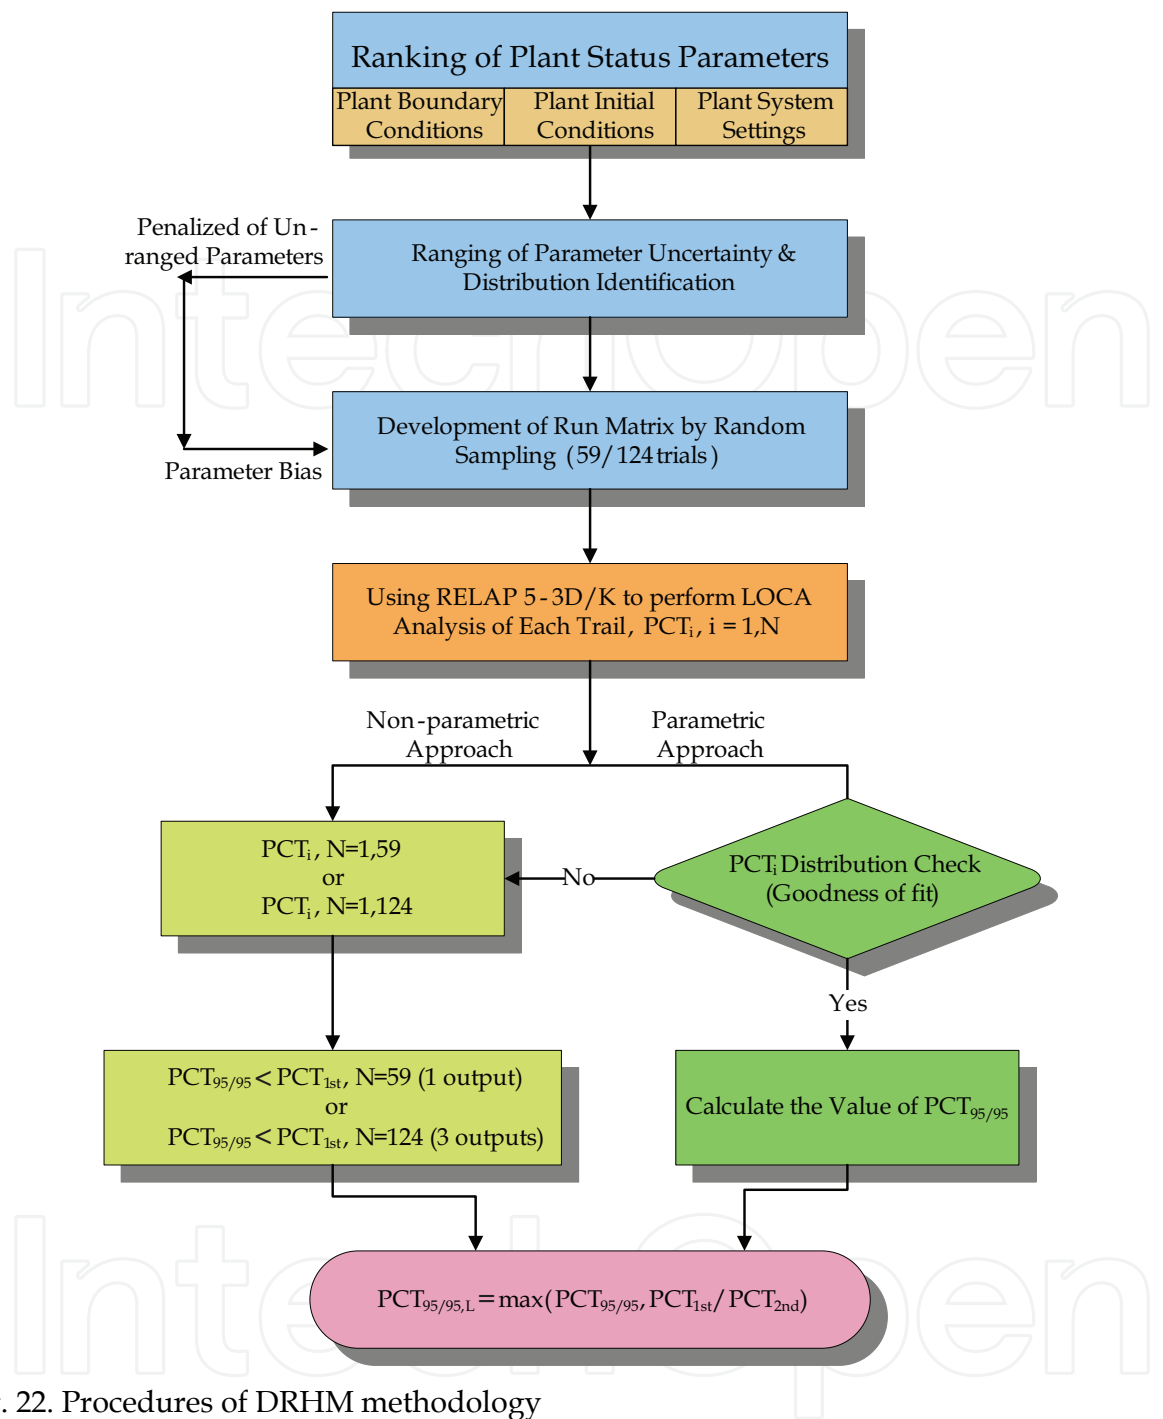 Ranking of Plant Status Parameters
Plant Boundary
Conditions
Plant Initial
Conditions
Plant System
Settings
Penalized of Un-
ranged Parameters
Ranging of Parameter Uncertainty &
Distribution Identification
Development of Run Matrix by Random
Sampling (59/124 trials)
Parameter Bias
Using RELAP 5-3D/K to perform LOCA
Analysis of Each Trail, PCTi, i = 1,N
Non-parametric
Approach
Parametric
Approach
PCTi, N=1,59
or
PCTi, N=1,124
No
PCTi Distribution Check
(Goodness of fit)
Yes
PCT95/95 < PCT1st, N=59 (1 output)
or
PCT95/95 < PCT1st, N=124 (3 outputs)
Calculate the Value of PCT95/95
PCT95/95,L = max(PCT95/95, PCT1st/PCT2nd)
. 22. Procedures of DRHM methodology
IntechOpen
IntechOpen